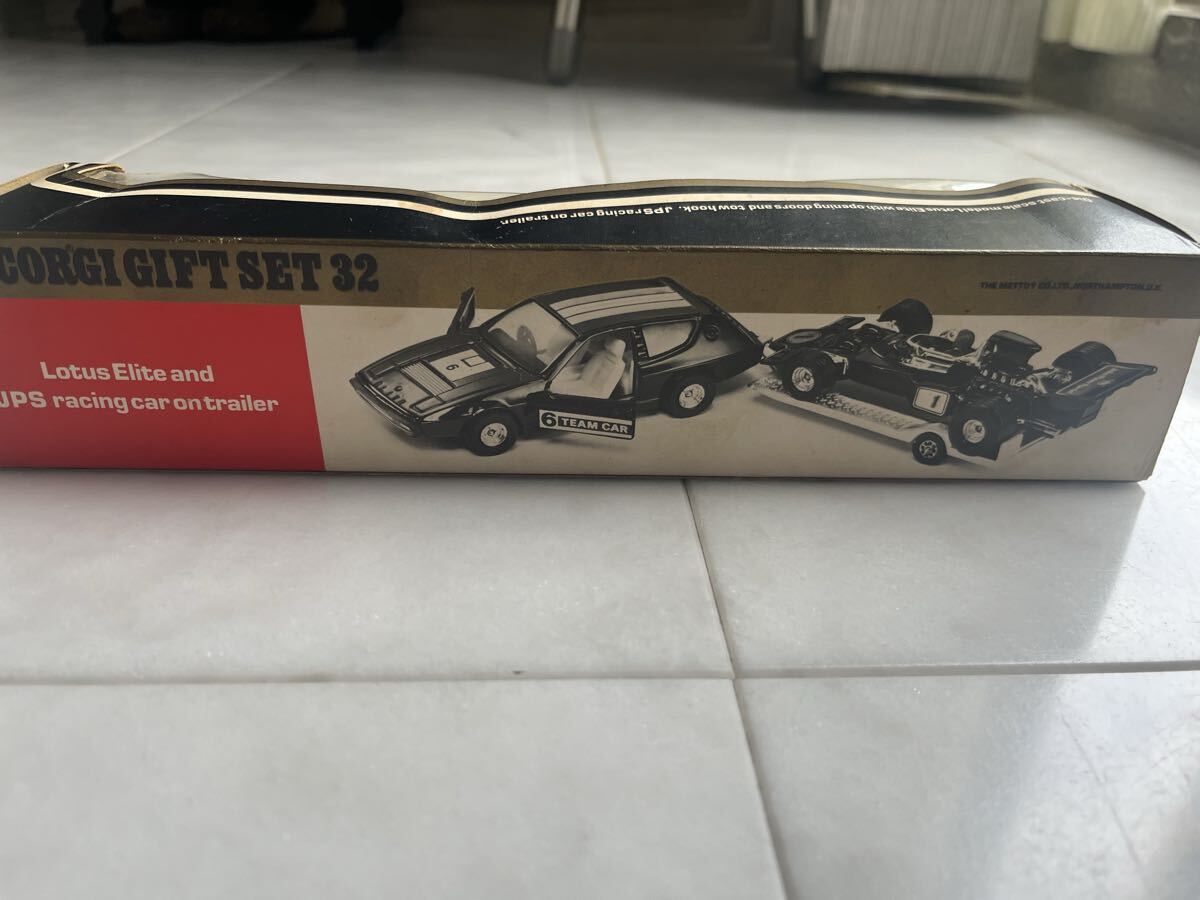 Die-cast scale model Lotus Elite with opening doors and tow hook. JPS racing car on trailer.
CORGI GIFT SET 32
THE METTOY CO. LTD., NORTHAMPTON, U.K.
Lotus Elite and
JPS racing car on trailer
6
6 TEAM CAR
1